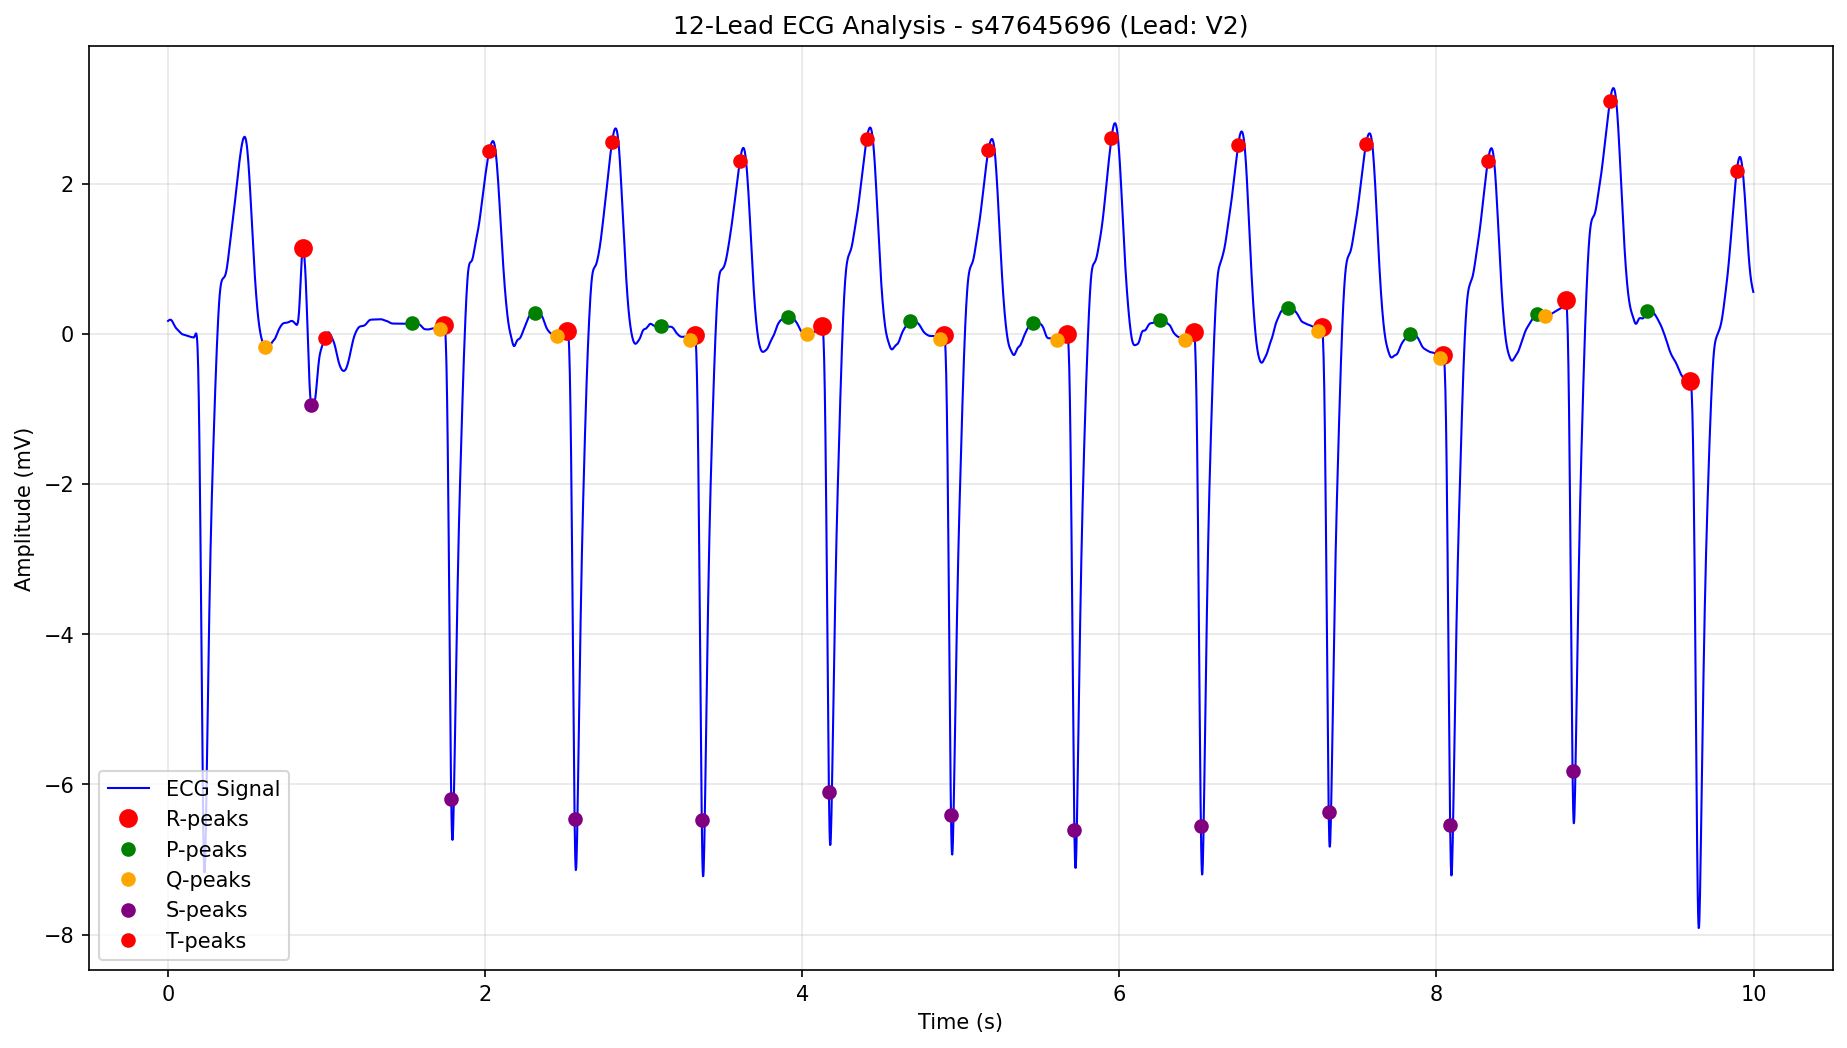 12-Lead ECG Analysis - s47645696 (Lead: V2)
Amplitude (mV)
2
0
−2
−4
−6
−8
ECG Signal
R-peaks
P-peaks
Q-peaks
S-peaks
T-peaks
0 2 4 6 8 10
Time (s)